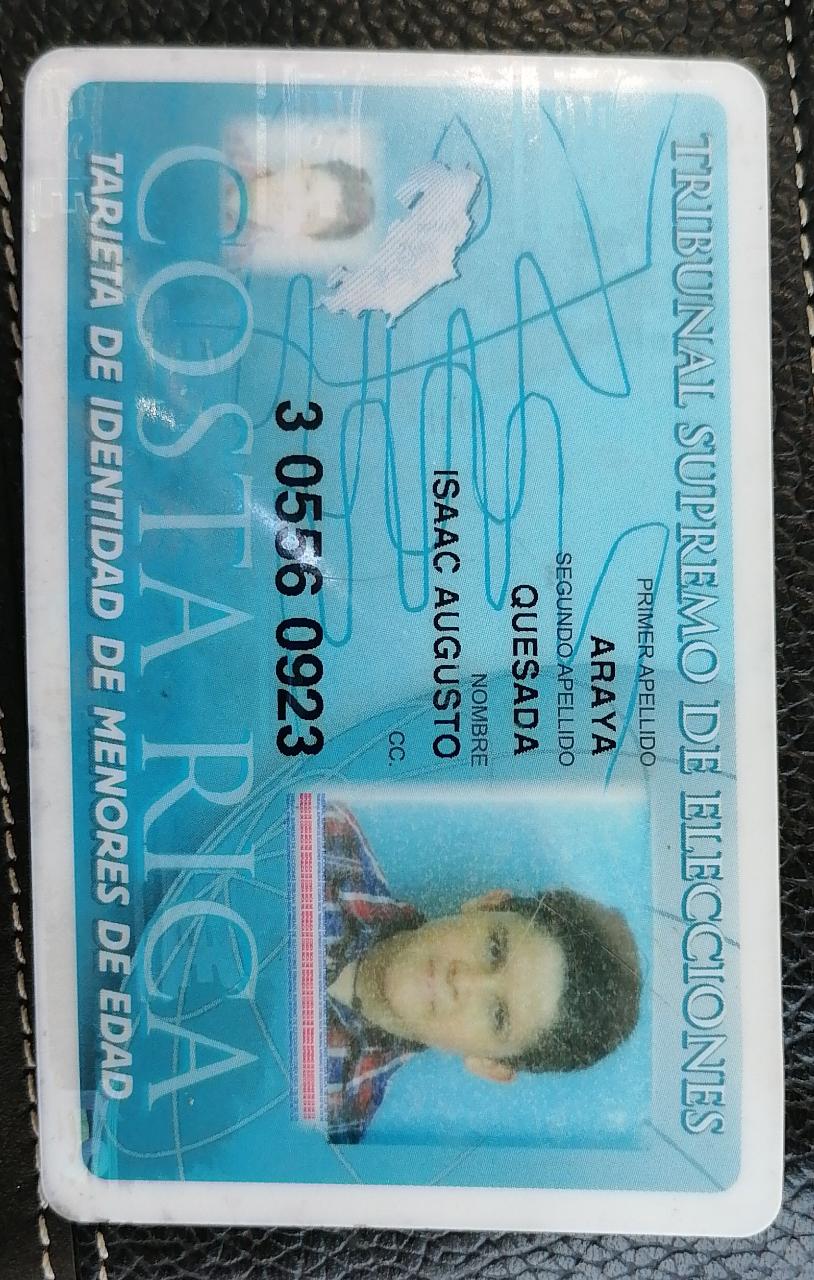 TRIBUNAL SUPREMO DE ELECCIONES
PRIMER APELLIDO
ARAYA
SEGUNDO APELLIDO
QUESADA
NOMBRE
ISAAC AUGUSTO
CC.
3 0556 0923
COSTA RICA
TARJETA DE IDENTIDAD DE MENORES DE EDAD